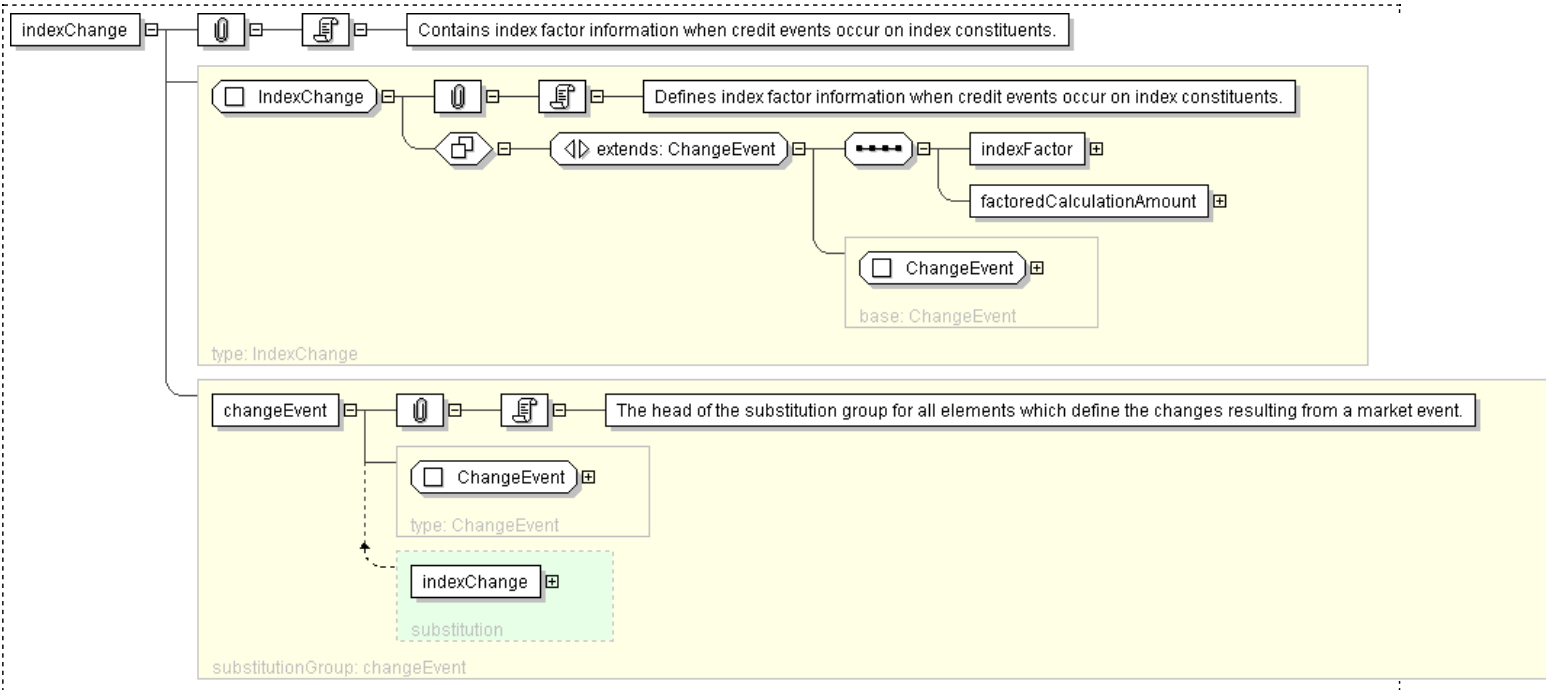 indexChange
Contains index factor information when credit events occur on index constituents.
IndexChange
Defines index factor information when credit events occur on index constituents.
extends: ChangeEvent
indexFactor
factoredCalculationAmount
ChangeEvent
base: ChangeEvent
type: IndexChange
changeEvent
The head of the substitution group for all elements which define the changes resulting from a market event.
ChangeEvent
type: ChangeEvent
indexChange
substitution
substitutionGroup: changeEvent